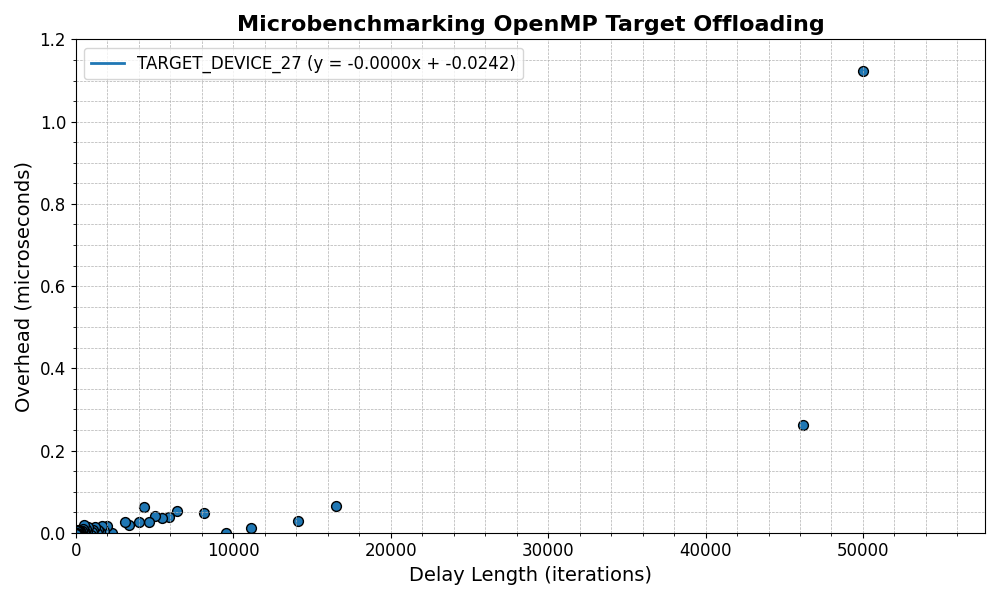 Microbenchmarking OpenMP Target Offloading
TARGET_DEVICE_27 (y = -0.0000x + -0.0242)
Overhead (microseconds)
1.2
1.0
0.8
0.6
0.4
0.2
0.0
0 10000 20000 30000 40000 50000
Delay Length (iterations)